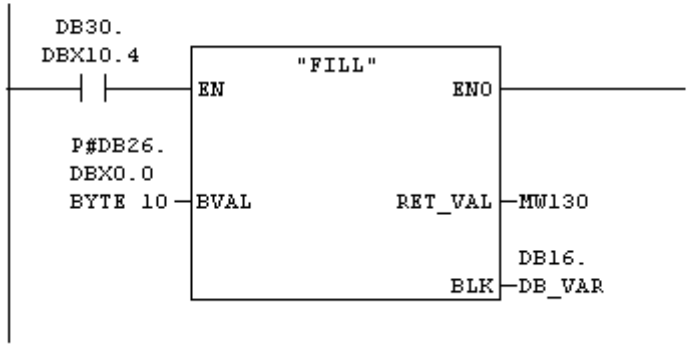 DB30.
DBX10.4
"FILL"
EN
ENO
P#DB26.
DBX0.0
BYTE 10
BVAL
RET_VAL
MW130
DB16.
BLK
DB_VAR